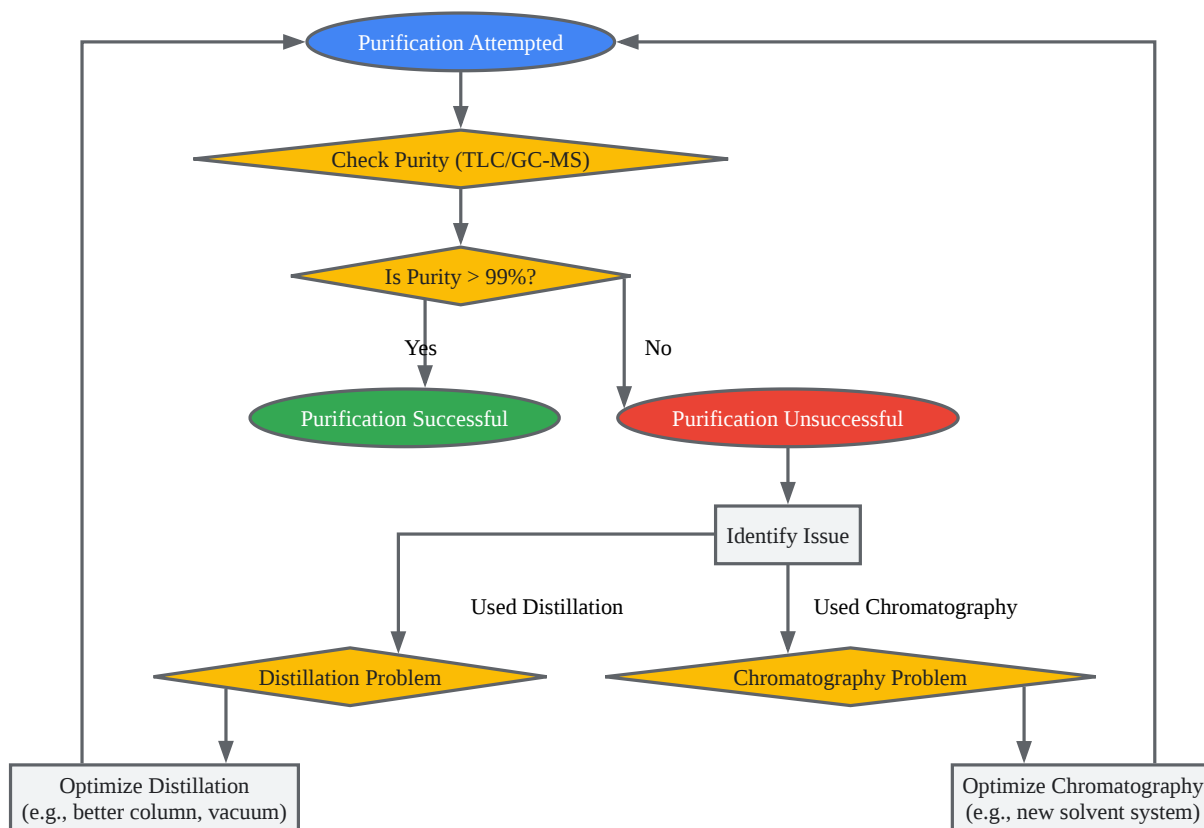 Purification Attempted
Check Purity (TLC/GC-MS)
Is Purity > 99%?
Yes
No
Purification Successful
Purification Unsuccessful
Identify Issue
Used Distillation
Used Chromatography
Distillation Problem
Chromatography Problem
Optimize Distillation
(e.g., better column, vacuum)
Optimize Chromatography
(e.g., new solvent system)